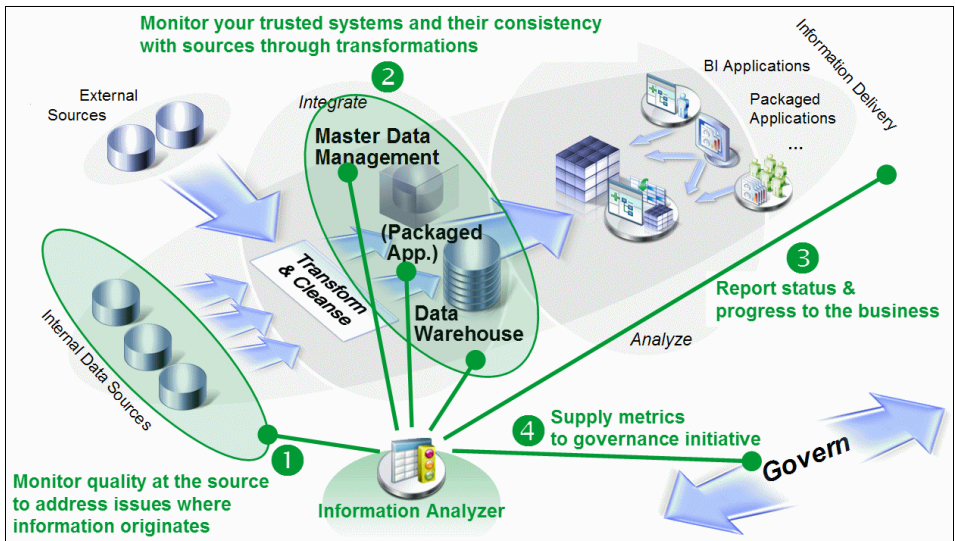 Monitor your trusted systems and their consistency
with sources through transformations
2
External
Sources
Integrate
Master Data
Management
(Packaged
App.)
Data
Warehouse
Transform
& Cleanse
BI Applications
Packaged
Applications
...
Information Delivery
3
Report status &
progress to the business
Analyze
Internal Data Sources
4
Supply metrics
to governance initiative
Govern
1
Monitor quality at the source
to address issues where
information originates
Information Analyzer